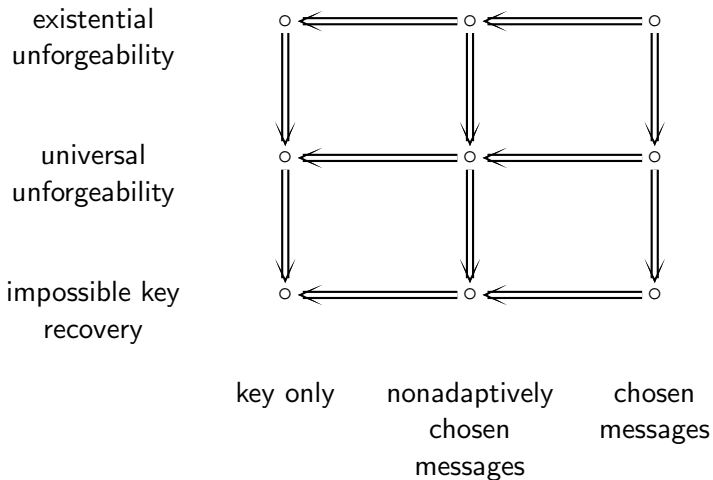 existential
unforgeability
universal
unforgeability
impossible key
recovery
key only
nonadaptively
chosen
messages
chosen
messages